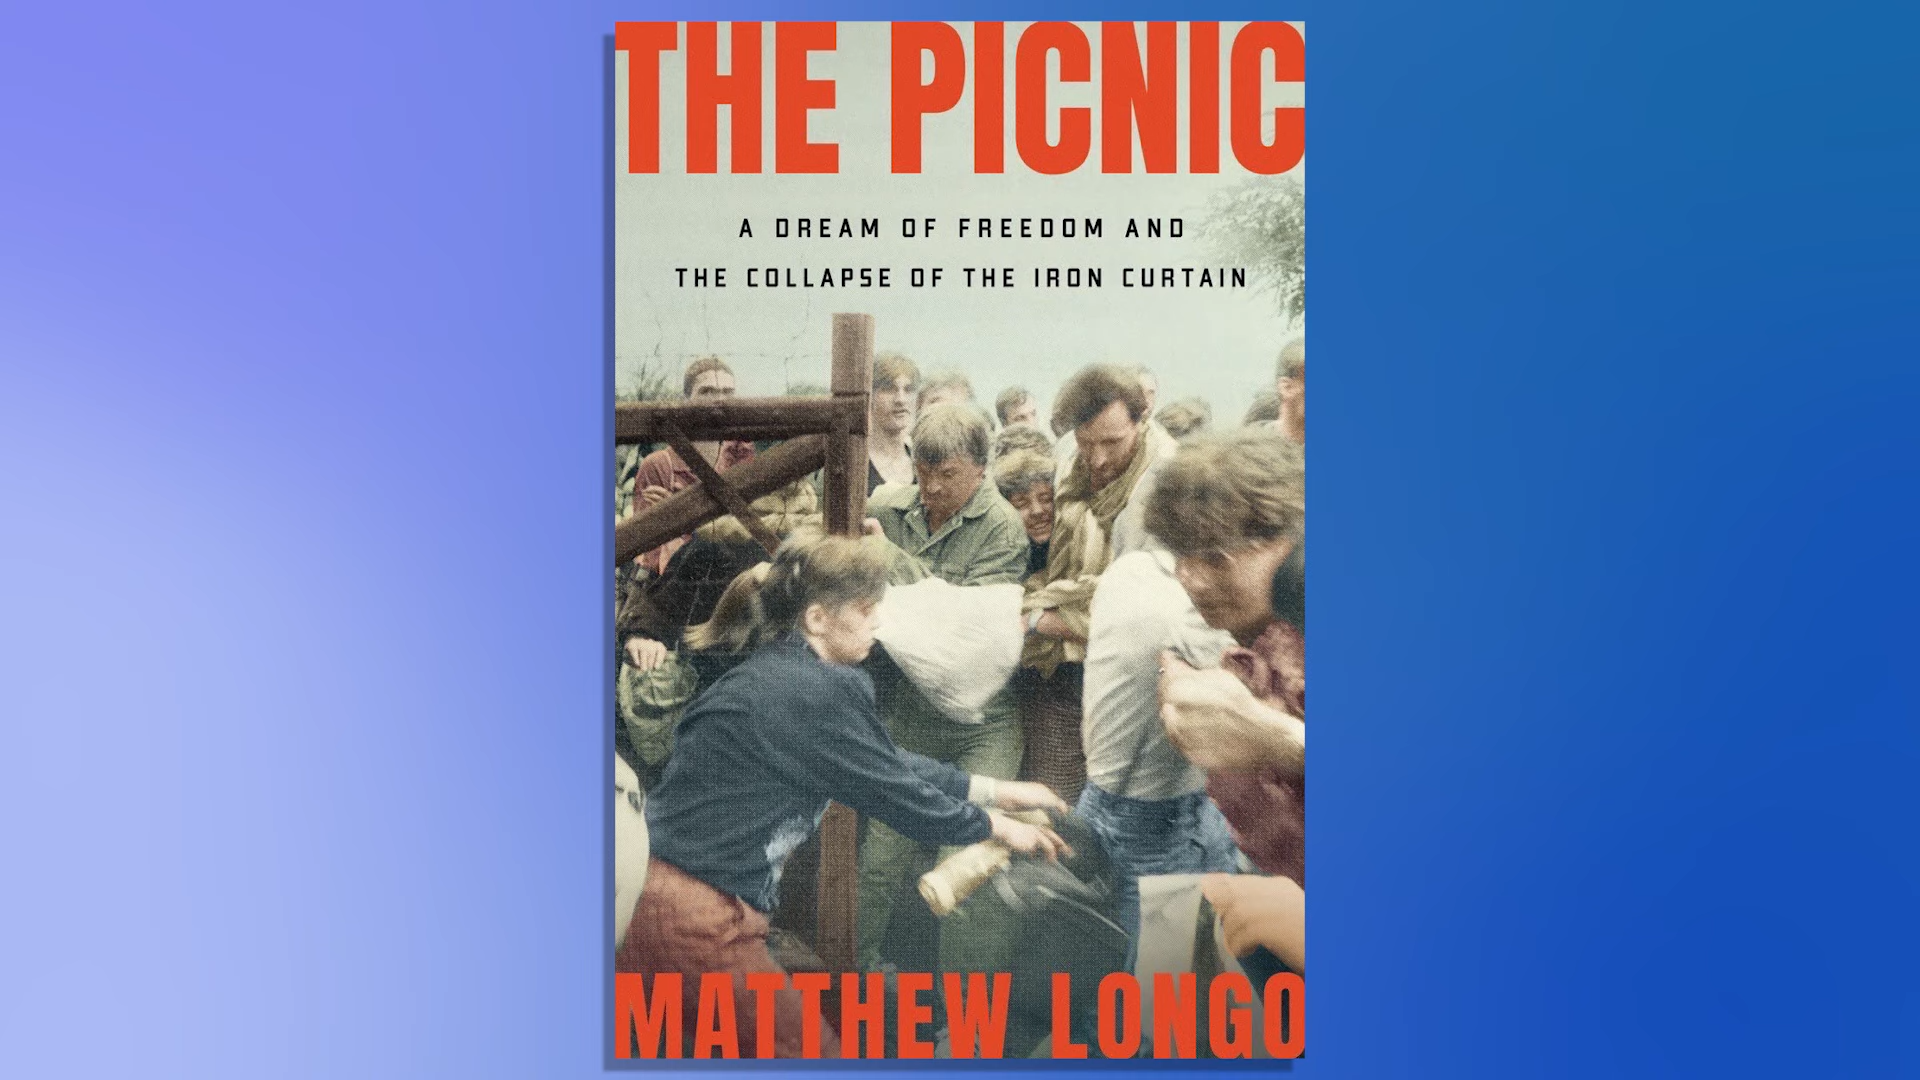 THE PICNIC
A DREAM OF FREEDOM AND
THE COLLAPSE OF THE IRON CURTAIN
MATTHEW LONGO